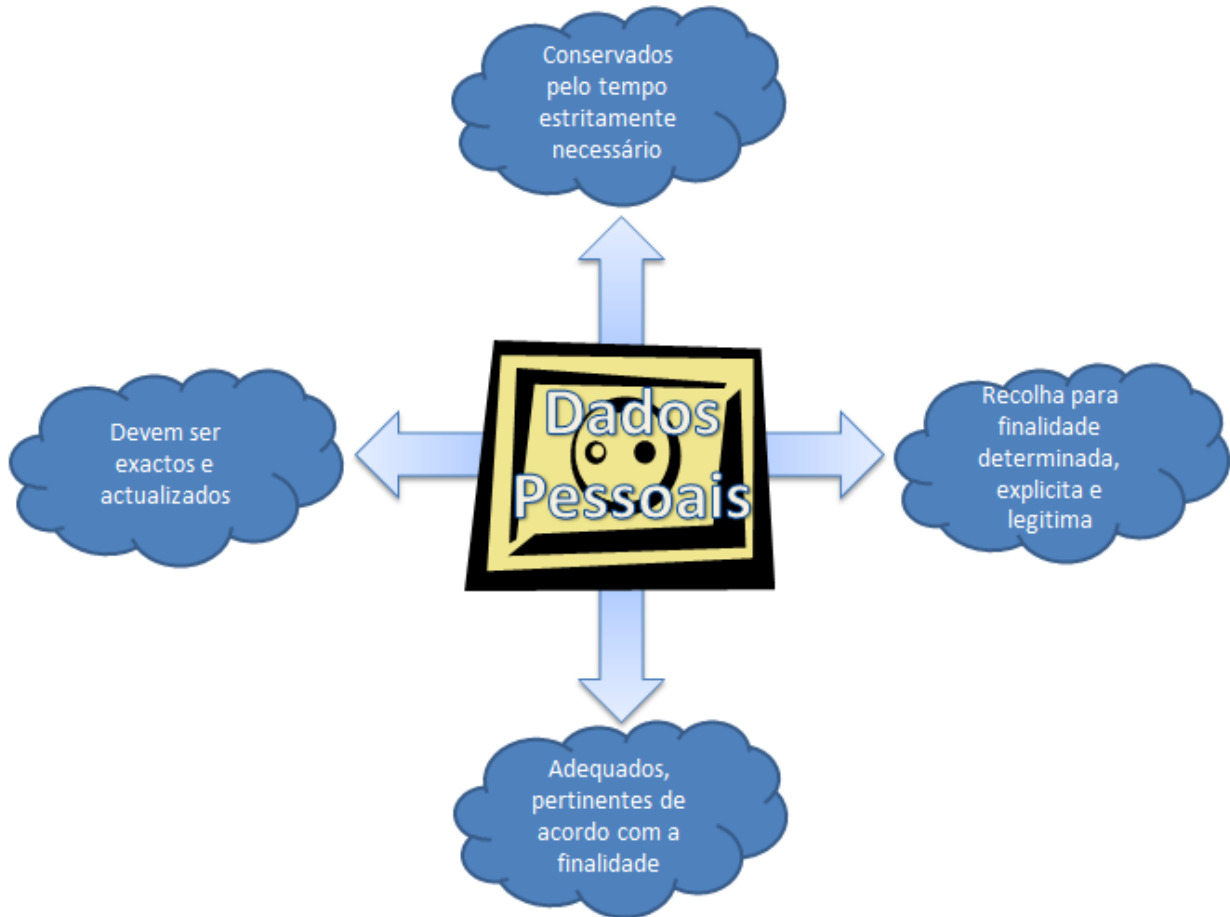 Conservados
pelo tempo
estritamente
necessário
Devem ser
exactos e
actualizados
Dados
Pessoais
Recolha para
finalidade
determinada,
explicita e
legitima
Adequados,
pertinentes de
acordo com a
finalidade